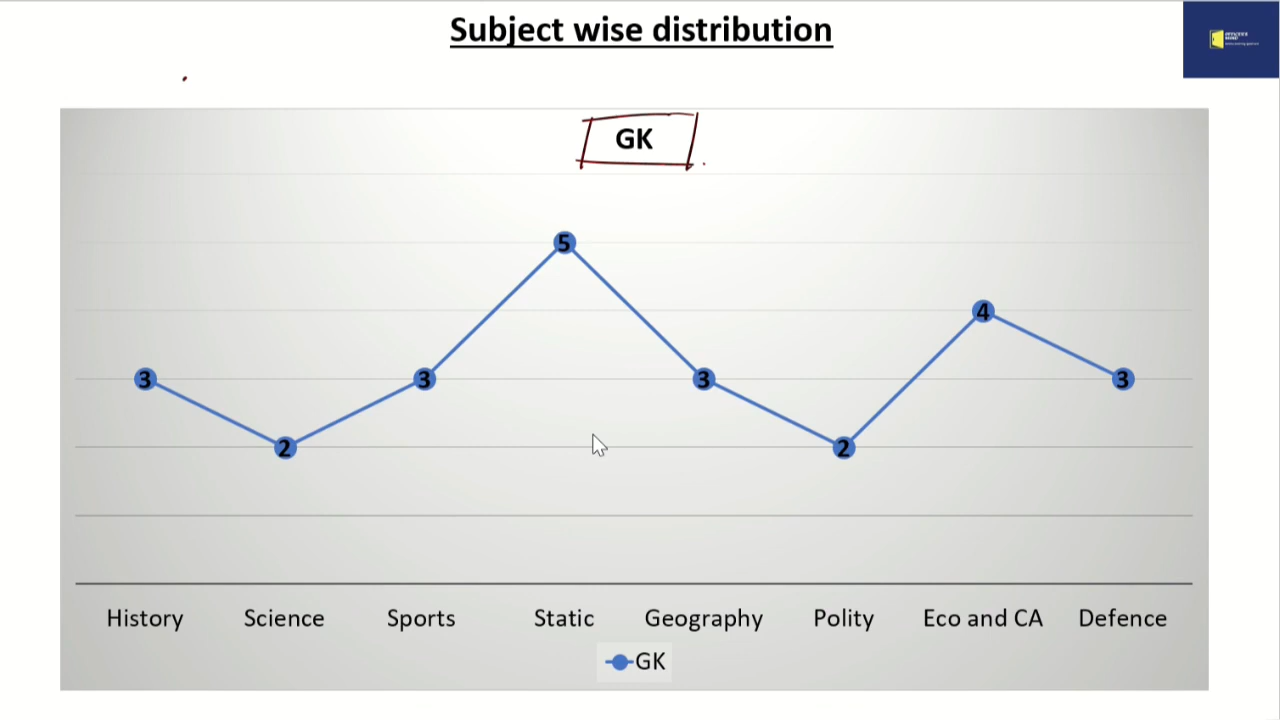 Subject wise distribution
GK
5
4
3
3
3
3
2
2
History Science Sports Static Geography Polity Eco and CA Defence
GK